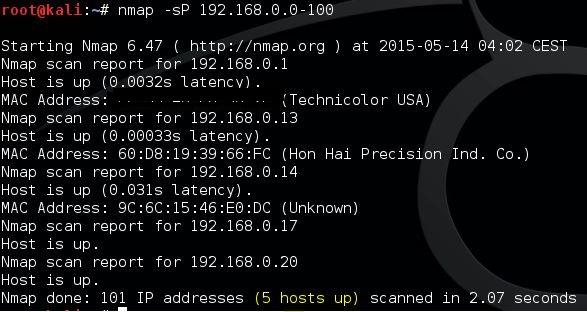 root@kali:~# nmap -sP 192.168.0.0-100
Starting Nmap 6.47 ( http://nmap.org ) at 2015-05-14 04:02 CEST
Nmap scan report for 192.168.0.1
Host is up (0.0032s latency).
MAC Address: (Technicolor USA)
Nmap scan report for 192.168.0.13
Host is up (0.00033s latency).
MAC Address: 60:D8:19:39:66:FC (Hon Hai Precision Ind. Co.)
Nmap scan report for 192.168.0.14
Host is up (0.031s latency).
MAC Address: 9C:6C:15:46:E0:DC (Unknown)
Nmap scan report for 192.168.0.17
Host is up.
Nmap scan report for 192.168.0.20
Host is up.
Nmap done: 101 IP addresses (5 hosts up) scanned in 2.07 seconds